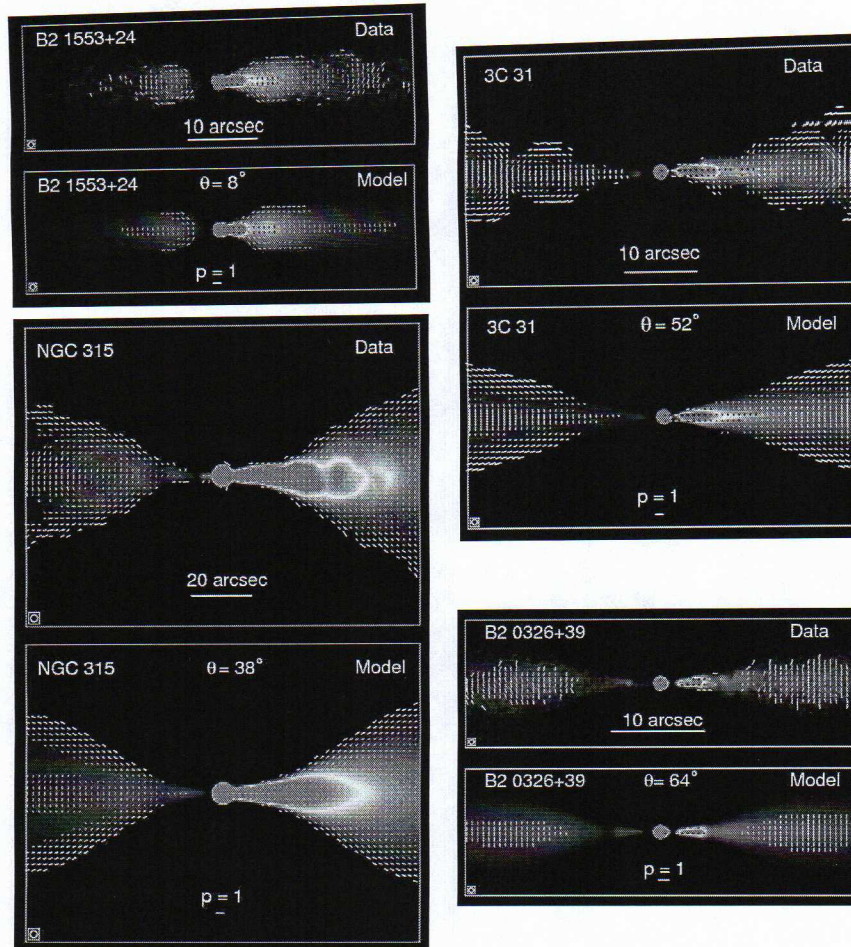 B2 1553+24 Data
10 arcsec
B2 1553+24 θ= 8° Model
p = 1
NGC 315 Data
20 arcsec
NGC 315 θ= 38° Model
p = 1
3C 31 Data
10 arcsec
3C 31 θ= 52° Model
p = 1
B2 0326+39 Data
10 arcsec
B2 0326+39 θ= 64° Model
p = 1